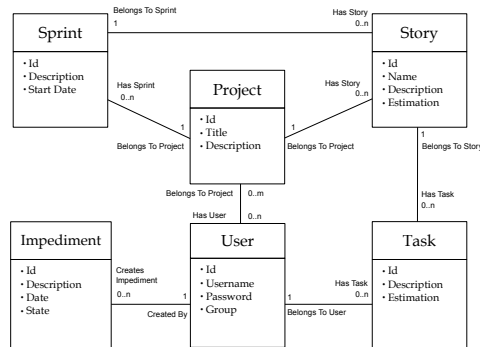 Belongs To Sprint
1
Has Story
0..n
Sprint
• Id
• Description
• Start Date
Story
• Id
• Name
• Description
• Estimation
Has Sprint
0..n
Project
• Id
• Title
• Description
Has Story
0..n
1
Belongs To Project
1
Belongs To Project
1
Belongs To Story
Belongs To Project
0..m
Has User
0..n
Has Task
0..n
Impediment
• Id
• Description
• Date
• State
User
• Id
• Username
• Password
• Group
Task
• Id
• Description
• Estimation
Creates
Impediment
0..n
1
Created By
Has Task
0..n
1
Belongs To User